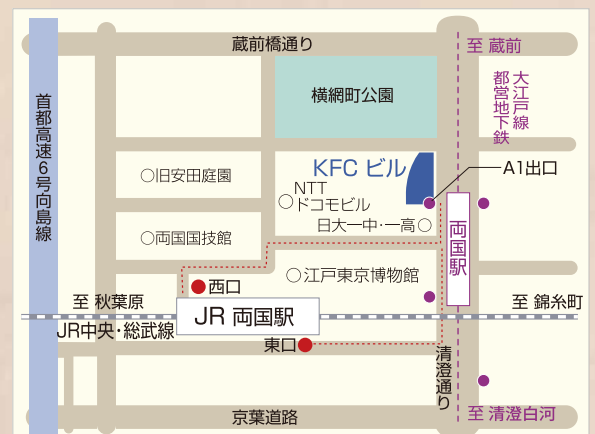 蔵前橋通り
至 蔵前
大江戸線
都営地下鉄
首都高速6号向島線
横網町公園
KFC ビル
A1出口
○旧安田庭園
NTT
○ドコモビル
日大一中·一高○
○両国国技館
両国駅
○江戸東京博物館
西口
至 秋葉原
至 錦糸町
JR 両国駅
JR中央·総武線
東口
清澄通り
京葉道路
至 清澄白河